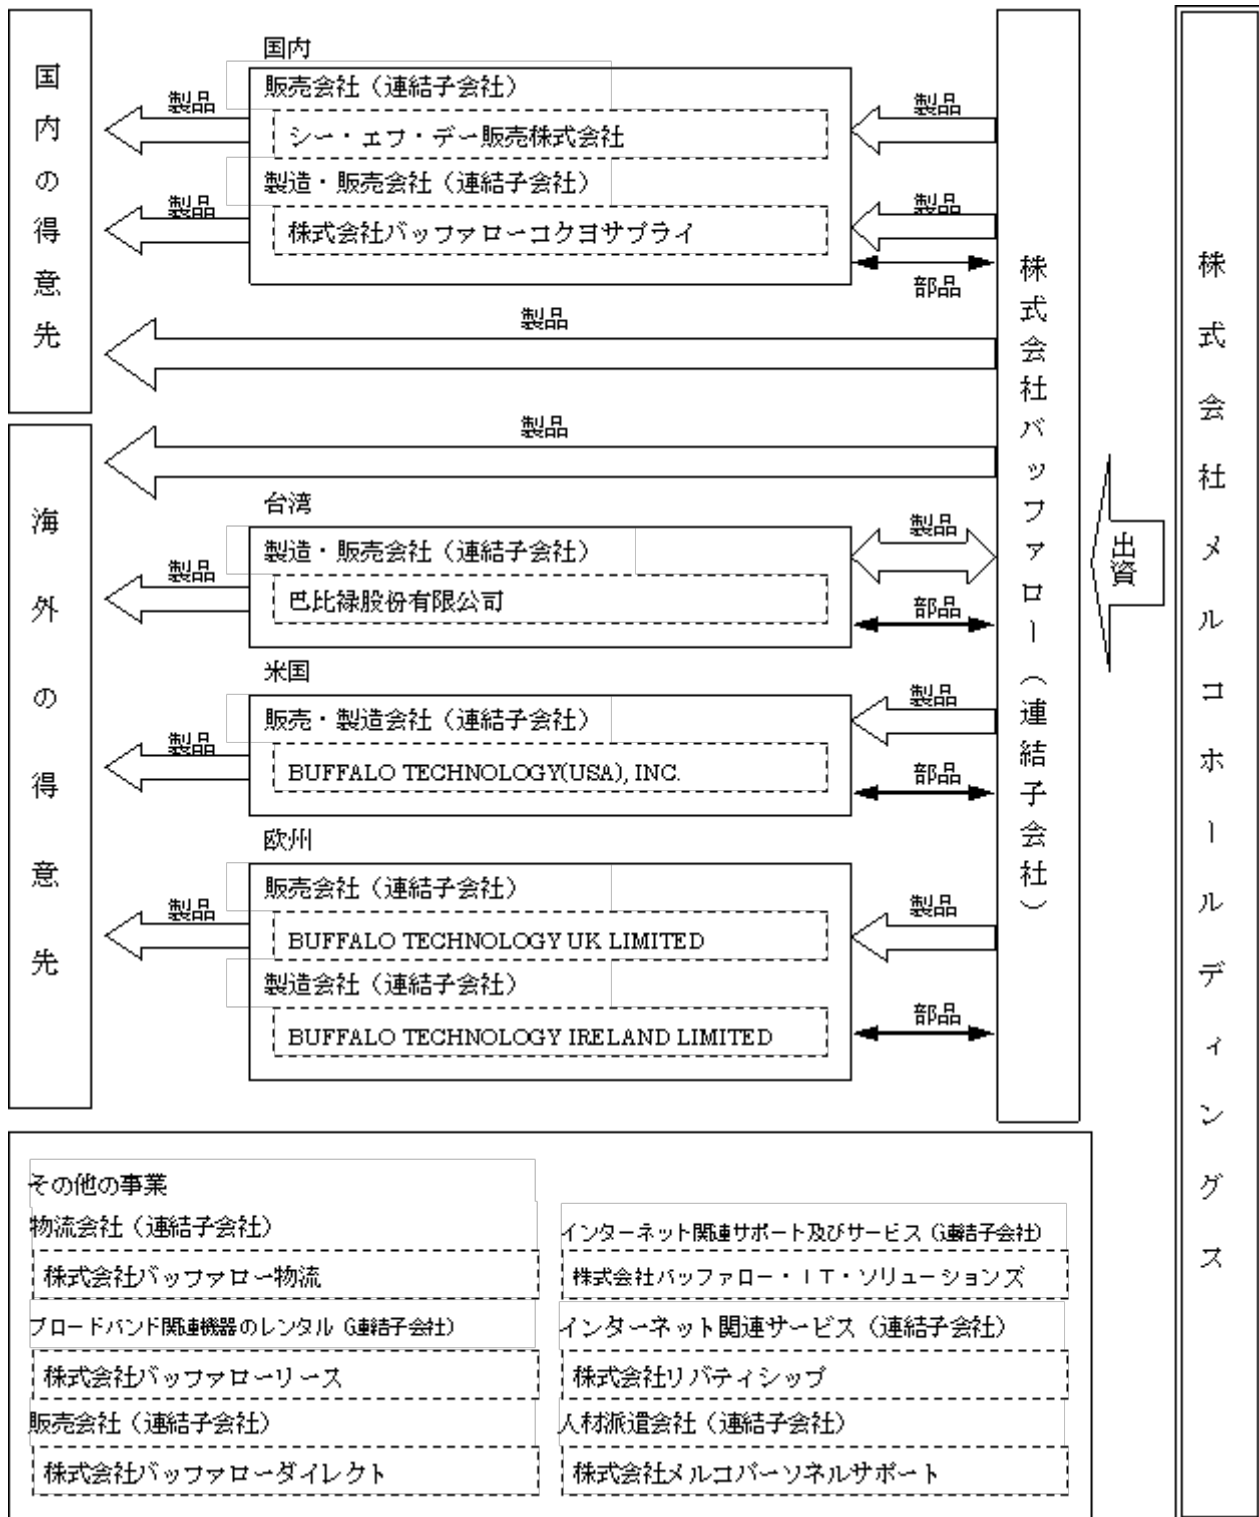 国内の得意先
国内
販売会社（連結子会社）
シー・エフ・デー販売株式会社
製造・販売会社（連結子会社）
株式会社バッファローコクヨサプライ
製品
製品
製品
製品
部品
製品
海外の得意先
製品
台湾
製造・販売会社（連結子会社）
巴比禄股份有限公司
製品
製品
部品
米国
販売・製造会社（連結子会社）
BUFFALO TECHNOLOGY(USA), INC.
製品
製品
部品
欧州
販売会社（連結子会社）
BUFFALO TECHNOLOGY UK LIMITED
製造会社（連結子会社）
BUFFALO TECHNOLOGY IRELAND LIMITED
製品
製品
部品
株式会社バッファロー（連結子会社）
出資
株式会社メルコホールディングス
その他の事業
物流会社（連結子会社）
株式会社バッファロー物流
ブロードバンド関連機器のレンタル（連結子会社）
株式会社バッファローリース
販売会社（連結子会社）
株式会社バッファローダイレクト
インターネット関連サポート及びサービス（連結子会社）
株式会社バッファロー・ＩＴ・ソリューションズ
インターネット関連サービス（連結子会社）
株式会社リバティシップ
人材派遣会社（連結子会社）
株式会社メルコパーソネルサポート